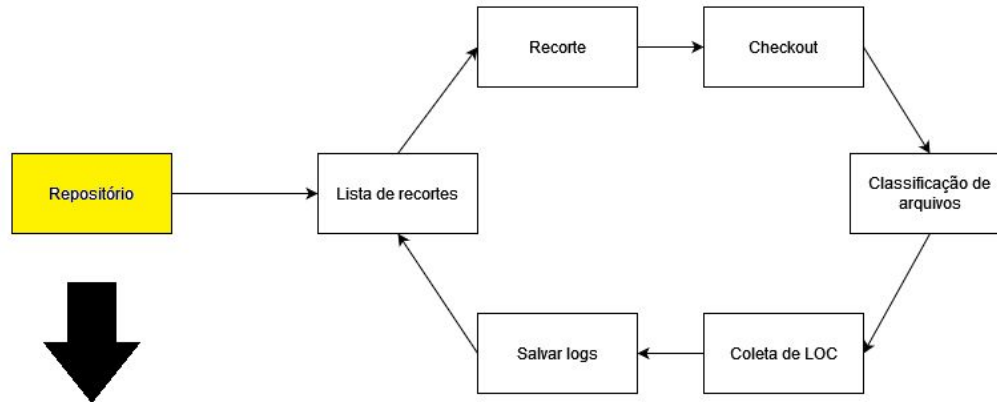 Recorte
Checkout
Repositório
Lista de recortes
Classificação de
arquivos
Salvar logs
Coleta de LOC